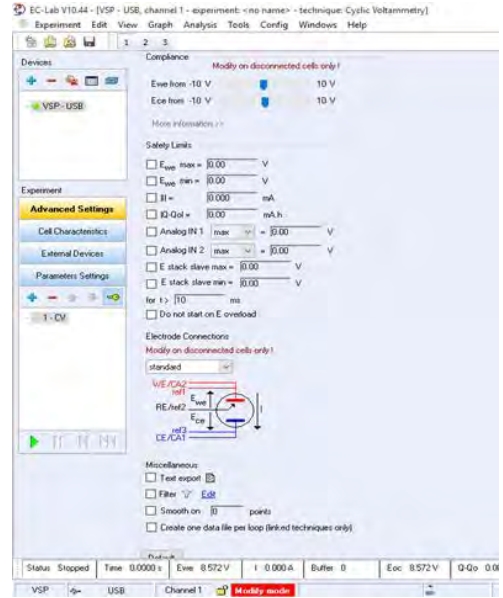 EC-Lab V10.44 - [VSP - USB, channel 1 - experiment: <no name> - technique: Cyclic Voltammetry]
Experiment Edit View Graph Analysis Tools Config Windows Help
1 2 3
Devices
VSP - USB
Experiment
Advanced Settings
Cell Characteristics
External Devices
Parameters Settings
1 - CV
Compliance
Modify on disconnected cells only !
Ewe from -10 V 10 V
Ece from -10 V 10 V
More information >>
Safety Limits
Ewe max = 0.00 V
Ewe min = 0.00 V
|I| = 0.000 mA
|Q-Qo| = 0.00 mA.h
Analog IN 1 max = 0.00 V
Analog IN 2 max = 0.00 V
E stack slave max = 0.00 V
E stack slave min = 0.00 V
for t > 10 ms
Do not start on E overload
Electrode Connections
Modify on disconnected cells only !
standard
WE/CA2
ref1
Ewe
RE/ref2
I
Ece
ref3
CE/CA1
Miscellaneous
Text export
Filter Edit
Smooth on 0 points
Create one data file per loop (linked techniques only)
Default
Status Stopped Time 0.0000 s Ewe 8.572 V I 0.000 A Buffer 0 Eoc 8.572 V Q-Qo 0.00
VSP USB Channel 1 Modify mode